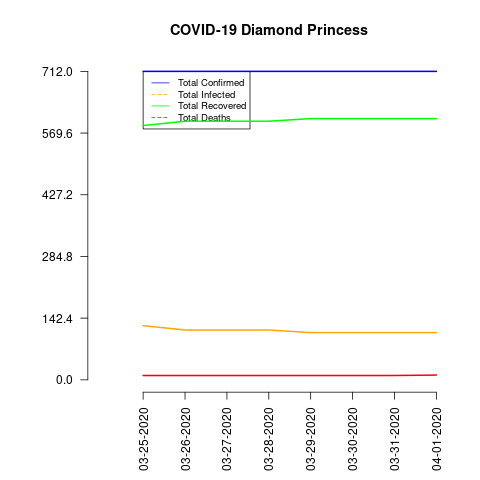 COVID-19 Diamond Princess
712.0
569.6
427.2
284.8
142.4
0.0
Total Confirmed
Total Infected
Total Recovered
Total Deaths
03-25-2020
03-26-2020
03-27-2020
03-28-2020
03-29-2020
03-30-2020
03-31-2020
04-01-2020